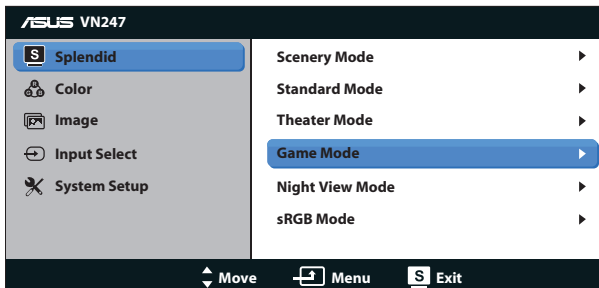 ASUS VN247
S Splendid
Color
Image
Input Select
System Setup
Scenery Mode
Standard Mode
Theater Mode
Game Mode
Night View Mode
sRGB Mode
Move Menu S Exit